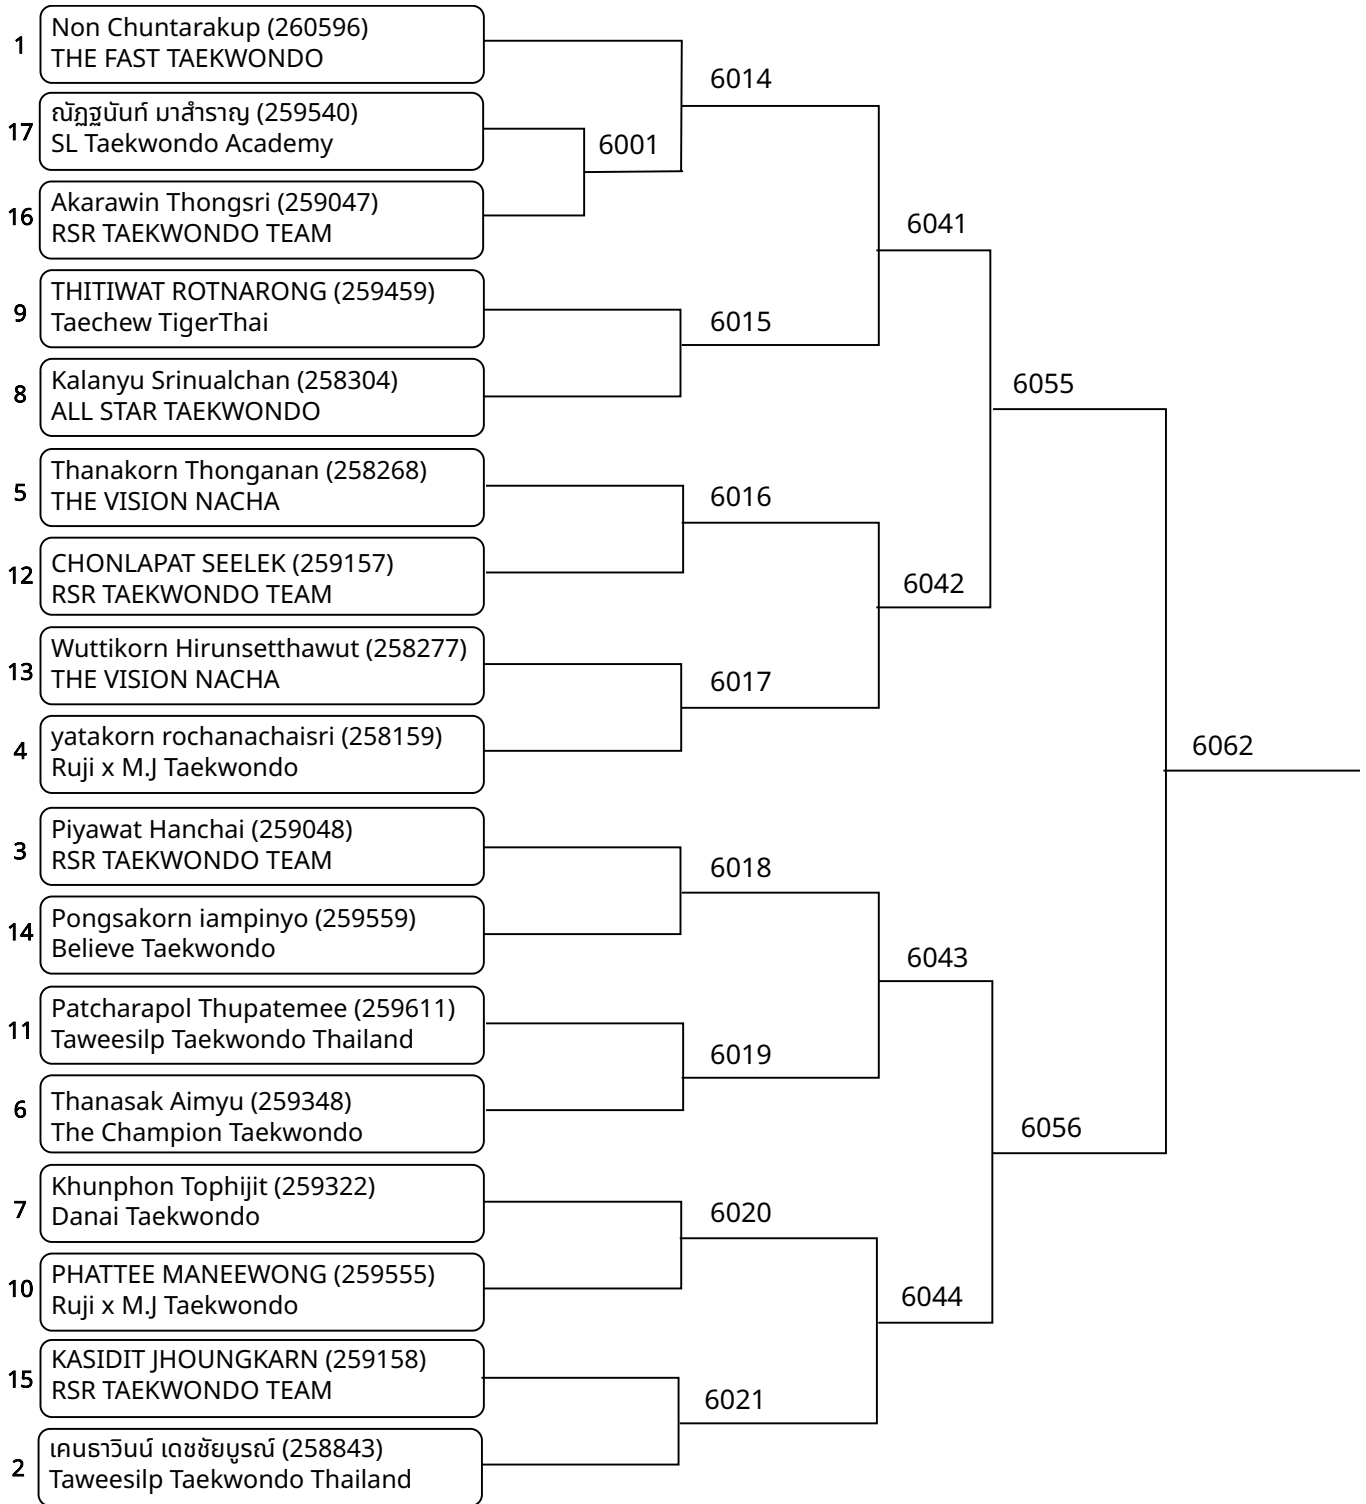 1
Non Chuntarakup (260596)
THE FAST TAEKWONDO
17
ณัฏฐนันท์ มาสำราญ (259540)
SL Taekwondo Academy
16
Akarawin Thongsri (259047)
RSR TAEKWONDO TEAM
9
THITIWAT ROTNARONG (259459)
Taechew TigerThai
8
Kalanyu Srinualchan (258304)
ALL STAR TAEKWONDO
5
Thanakorn Thonganan (258268)
THE VISION NACHA
12
CHONLAPAT SEELEK (259157)
RSR TAEKWONDO TEAM
13
Wuttikorn Hirunsetthawut (258277)
THE VISION NACHA
4
yatakorn rochanachaisri (258159)
Ruji x M.J Taekwondo
3
Piyawat Hanchai (259048)
RSR TAEKWONDO TEAM
14
Pongsakorn iampinyo (259559)
Believe Taekwondo
11
Patcharapol Thupatemee (259611)
Taweesilp Taekwondo Thailand
6
Thanasak Aimyu (259348)
The Champion Taekwondo
7
Khunphon Tophijit (259322)
Danai Taekwondo
10
PHATTEE MANEEWONG (259555)
Ruji x M.J Taekwondo
15
KASIDIT JHOUNGKARN (259158)
RSR TAEKWONDO TEAM
2
เคนธาวินน์ เดชชัยบูรณ์ (258843)
Taweesilp Taekwondo Thailand
6001
6014
6015
6016
6017
6018
6019
6020
6021
6041
6042
6043
6044
6055
6056
6062